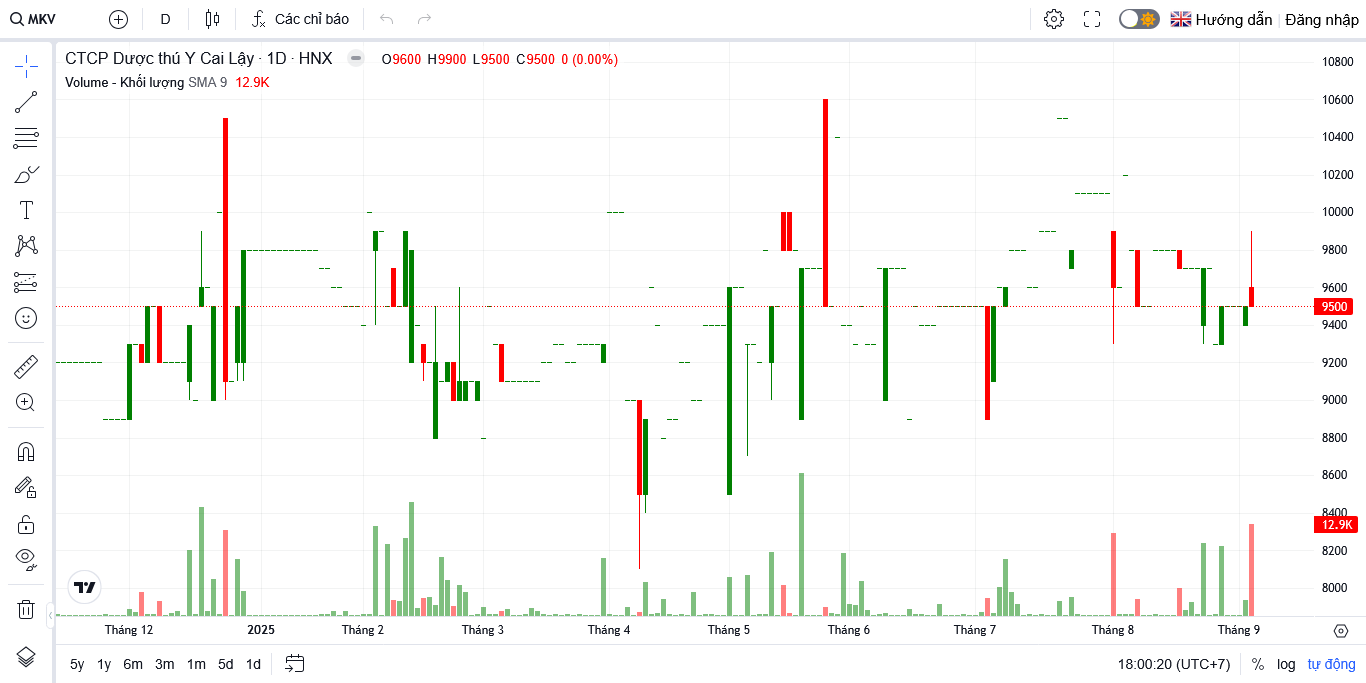 MKV D Các chỉ báo Hướng dẫn Đăng nhập
CTCP Dược thú Y Cai Lậy · 1D · HNX O9600 H9900 L9500 C9500 0 (0.00%)
Volume - Khối lượng SMA 9 12.9K
10800
10600
10400
10200
10000
9800
9600
9500
9400
9200
9000
8800
8600
8400
12.9K
8200
8000
Tháng 12 2025 Tháng 2 Tháng 3 Tháng 4 Tháng 5 Tháng 6 Tháng 7 Tháng 8 Tháng 9
5y 1y 6m 3m 1m 5d 1d 18:00:20 (UTC+7) % log tự động